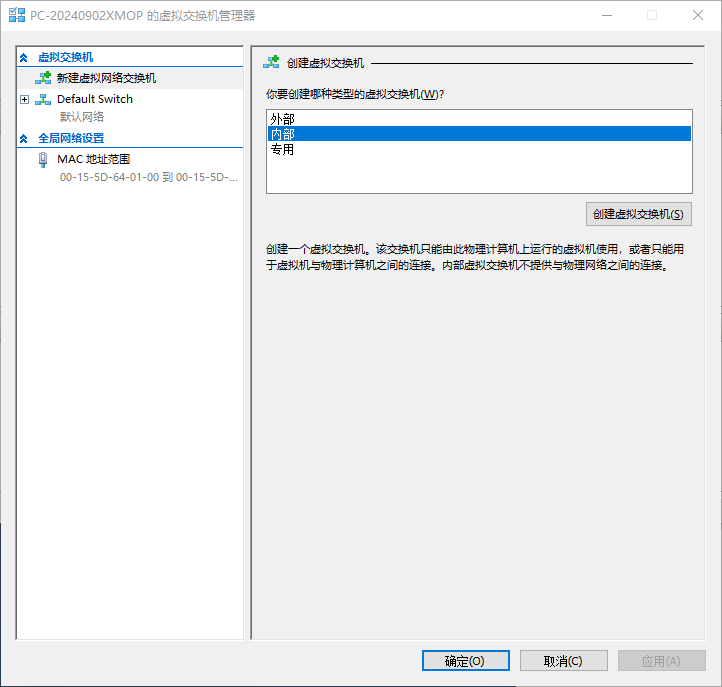 PC-20240902XMOP 的虚拟交换机管理器
虚拟交换机
新建虚拟网络交换机
Default Switch
默认网络
全局网络设置
MAC 地址范围
00-15-5D-64-01-00 到 00-15-5D-...
创建虚拟交换机
你要创建哪种类型的虚拟交换机(W)?
外部
内部
专用
创建虚拟交换机(S)
创建一个虚拟交换机。该交换机只能由此物理计算机上运行的虚拟机使用，或者只能用
于虚拟机与物理计算机之间的连接。内部虚拟交换机不提供与物理网络之间的连接。
确定(O)
取消(C)
应用(A)